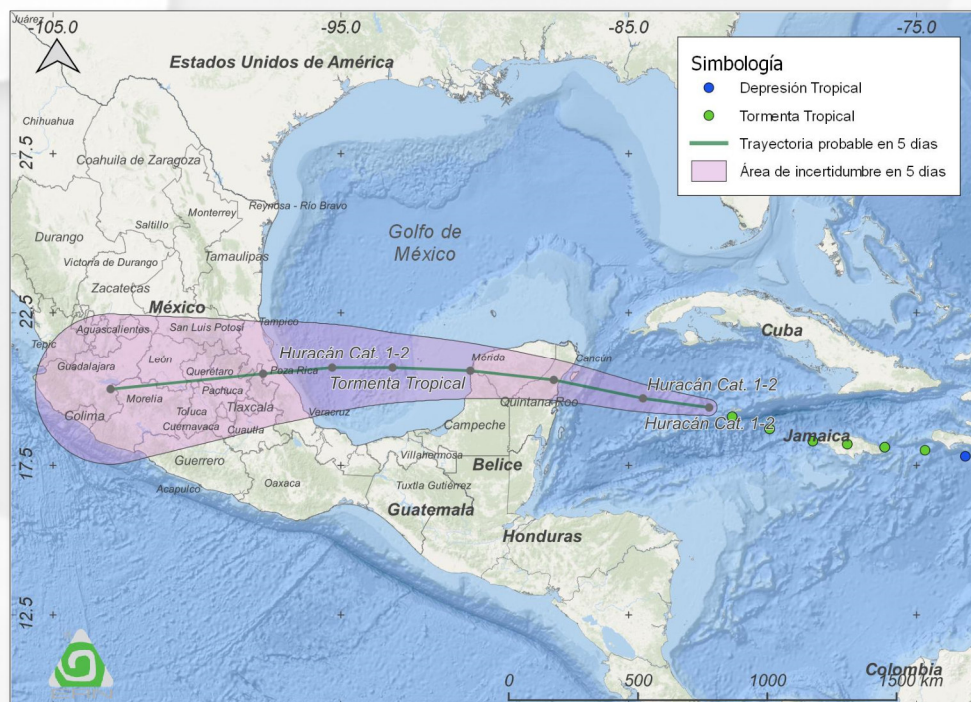 -105.0
-95.0
-85.0
-75.0
Juárez
Estados Unidos de América
Simbología
Depresión Tropical
Tormenta Tropical
Trayectoria probable en 5 días
Área de incertidumbre en 5 días
Chihuahua
27.5
Coahuila de Zaragoza
Monterrey
Reynosa - Río Bravo
Saltillo
Durango
Golfo de
México
Tamaulipas
Victoria de Durango
Zacatecas
22.5
México
Aguascalientes
San Luis Potosí
Tampico
Cuba
Tepic
Guadalajara
León
Querétaro
Poza Rica
Huracán Cat. 1-2
Mérida
Cancún
Tormenta Tropical
Huracán Cat. 1-2
Pachuca
Morelia
Quintana Roo
Colima
Toluca
Tlaxcala
Veracruz
Huracán Cat. 1-2
Cuernavaca
Cuautla
Campeche
Jamaica
17.5
Guerrero
Villahermosa
Belice
Acapulco
Oaxaca
Tuxtla Gutiérrez
Guatemala
Honduras
12.5
Colombia
0
500
1000
1500 km